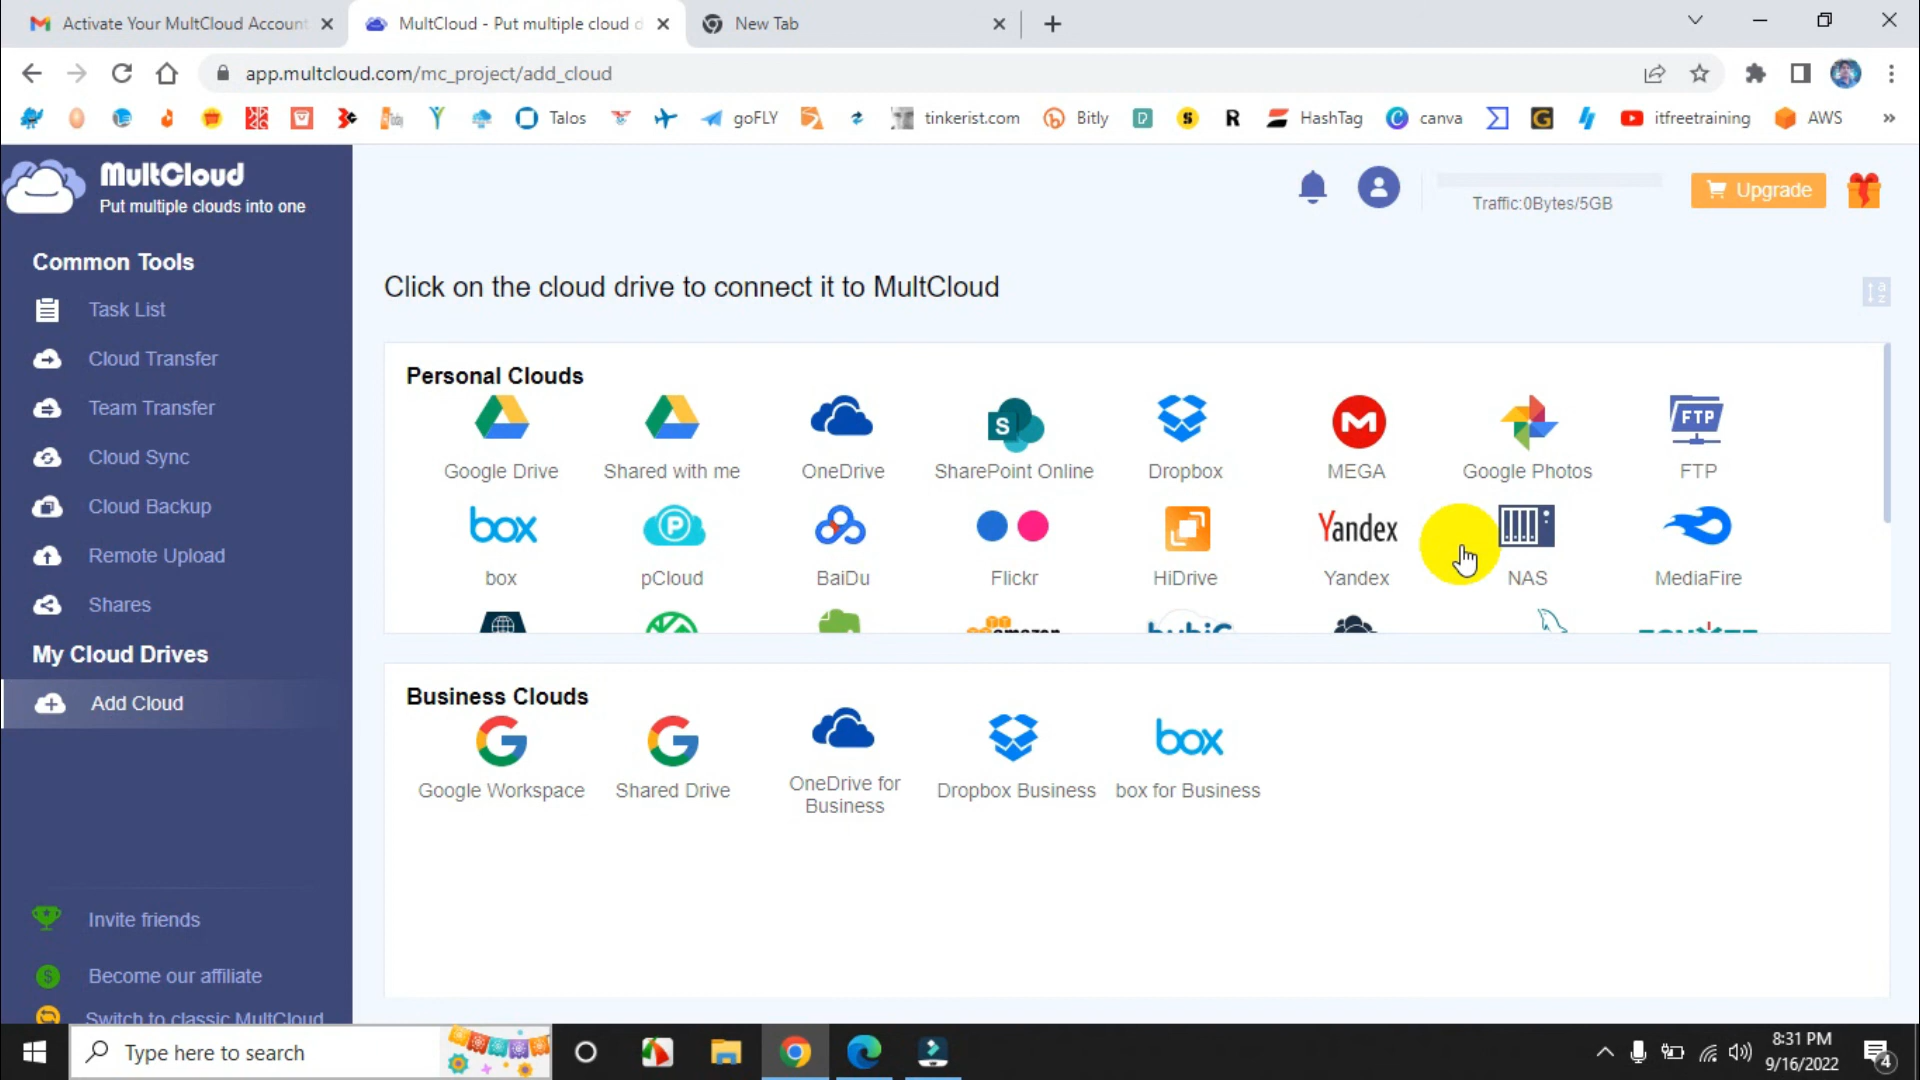 Activate Your MultCloud Account
MultCloud - Put multiple cloud d
New Tab
app.multcloud.com/mc_project/add_cloud
Talos
goFLY
tinkerist.com
Bitly
HashTag
canva
itfreetraining
AWS
MultCloud
Put multiple clouds into one
Traffic:0Bytes/5GB
Upgrade
Common Tools
Task List
Cloud Transfer
Team Transfer
Cloud Sync
Cloud Backup
Remote Upload
Shares
My Cloud Drives
Add Cloud
Invite friends
Become our affiliate
Switch to classic MultCloud
Click on the cloud drive to connect it to MultCloud
Personal Clouds
FTP
Google Drive
Shared with me
OneDrive
SharePoint Online
Dropbox
MEGA
Google Photos
FTP
box
Yandex
box
pCloud
BaiDu
Flickr
HiDrive
Yandex
NAS
MediaFire
amazon
Business Clouds
box
Google Workspace
Shared Drive
OneDrive for
Business
Dropbox Business
box for Business
Type here to search
8:31 PM
9/16/2022
4